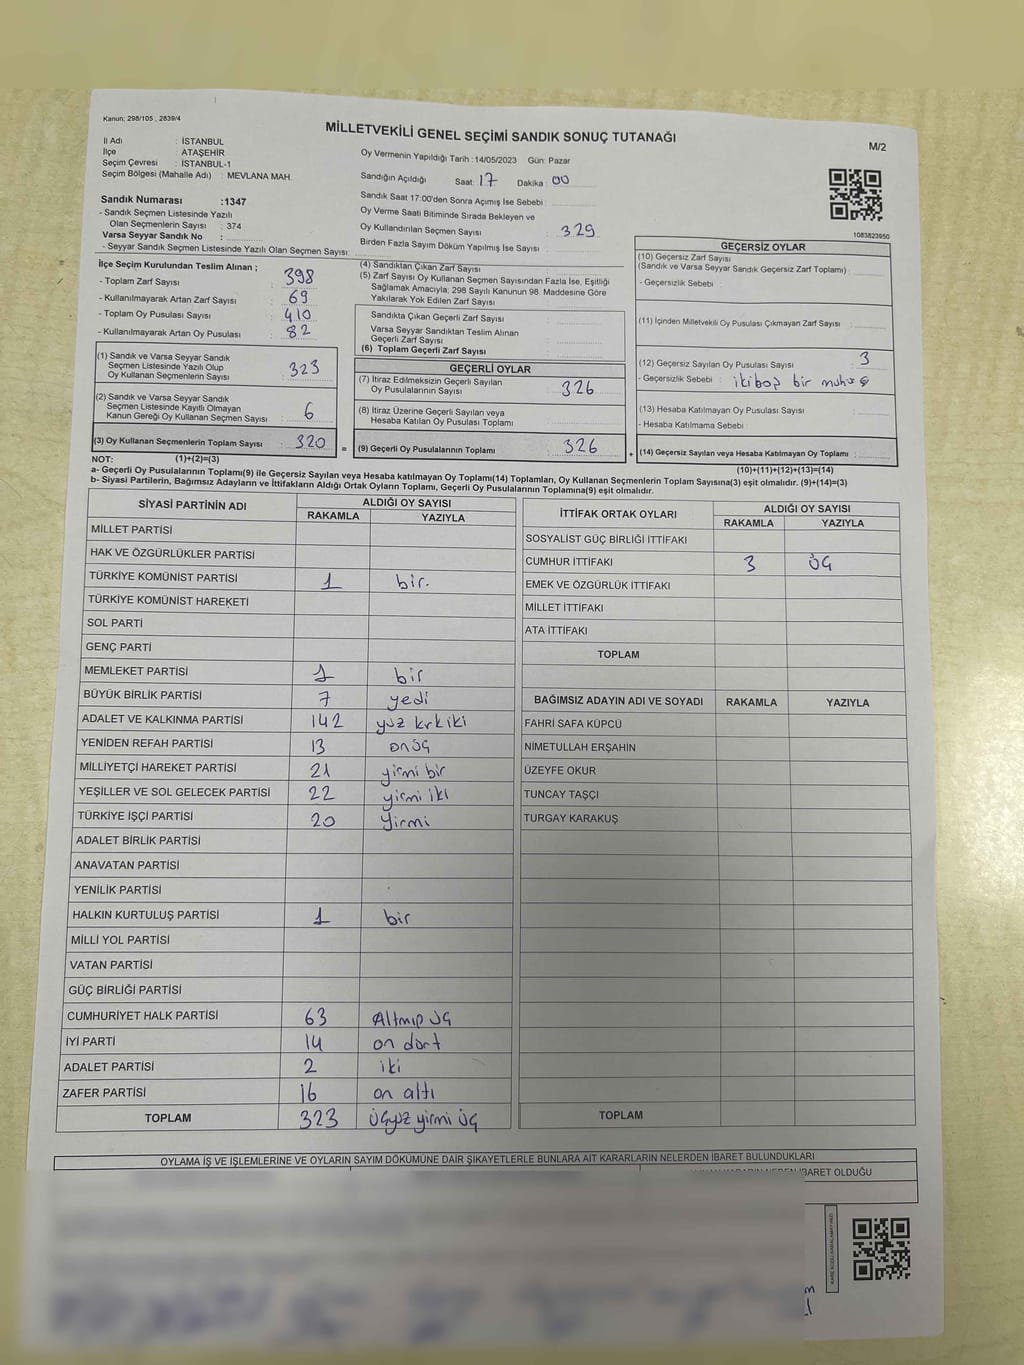 Kanun; 298/105 , 2839/4
MİLLETVEKİLİ GENEL SEÇİMİ SANDIK SONUÇ TUTANAĞI
M/2
İl Adı : İSTANBUL
İlçe : ATAŞEHİR
Seçim Çevresi : İSTANBUL-1
Seçim Bölgesi (Mahalle Adı) : MEVLANA MAH.
Oy Vermenin Yapıldığı Tarih : 14/05/2023 Gün: Pazar
Sandığın Açıldığı Saat: 17 Dakika 00
Sandık Saat 17:00'den Sonra Açımış İse Sebebi :
Oy Verme Saati Bitiminde Sırada Bekleyen ve
Oy Kullandırılan Seçmen Sayısı : 329
Birden Fazla Sayım Döküm Yapılmış İse Sayısı :
1083823950
Sandık Numarası :1347
- Sandık Seçmen Listesinde Yazılı
Olan Seçmenlerin Sayısı : 374
Varsa Seyyar Sandık No :
- Seyyar Sandık Seçmen Listesinde Yazılı Olan Seçmen Sayısı:
İlçe Seçim Kurulundan Teslim Alınan ;
- Toplam Zarf Sayısı : 398
- Kullanılmayarak Artan Zarf Sayısı : 69
- Toplam Oy Pusulası Sayısı : 410
- Kullanılmayarak Artan Oy Pusulası : 82
(1) Sandık ve Varsa Seyyar Sandık
Seçmen Listesinde Yazılı Olup
Oy Kullanan Seçmenlerin Sayısı : 323
(2) Sandık ve Varsa Seyyar Sandık
Seçmen Listesinde Kayıtlı Olmayan
Kanun Gereği Oy Kullanan Seçmen Sayısı : 6
(3) Oy Kullanan Seçmenlerin Toplam Sayısı : 320
(4) Sandıktan Çıkan Zarf Sayısı
(5) Zarf Sayısı Oy Kullanan Seçmen Sayısından Fazla İse, Eşitliği
Sağlamak Amacıyla; 298 Sayılı Kanunun 98. Maddesine Göre
Yakılarak Yok Edilen Zarf Sayısı
Sandıkta Çıkan Geçerli Zarf Sayısı :
Varsa Seyyar Sandıktan Teslim Alınan
Geçerli Zarf Sayısı :
(6) Toplam Geçerli Zarf Sayısı :
GEÇERLİ OYLAR
(7) İtiraz Edilmeksizin Geçerli Sayılan
Oy Pusulalarının Sayısı : 326
(8) İtiraz Üzerine Geçerli Sayılan veya
Hesaba Katılan Oy Pusulası Toplamı :
= (9) Geçerli Oy Pusulalarının Toplamı : 326
GEÇERSİZ OYLAR
(10) Geçersiz Zarf Sayısı
(Sandık ve Varsa Seyyar Sandık Geçersiz Zarf Toplamı) :
- Geçersizlik Sebebi :
(11) İçinden Milletvekili Oy Pusulası Çıkmayan Zarf Sayısı :
(12) Geçersiz Sayılan Oy Pusulası Sayısı : 3
- Geçersizlik Sebebi :
(13) Hesaba Katılmayan Oy Pusulası Sayısı :
- Hesaba Katılmama Sebebi
+ (14) Geçersiz Sayılan veya Hesaba Katılmayan Oy Toplamı :
NOT: (1)+(2)=(3)
(10)+(11)+(12)+(13)=(14)
a- Geçerli Oy Pusulalarının Toplamı(9) ile Geçersiz Sayılan veya Hesaba katılmayan Oy Toplamı(14) Toplamları, Oy Kullanan Seçmenlerin Toplam Sayısına(3) eşit olmalıdır. (9)+(14)=(3)
b- Siyasi Partilerin, Bağımsız Adayların ve İttifakların Aldığı Ortak Oyların Toplamı, Geçerli Oy Pusulalarının Toplamına(9) eşit olmalıdır.
SİYASİ PARTİNİN ADI ALDIĞI OY SAYISI
RAKAMLA YAZIYLA
MİLLET PARTİSİ
HAK VE ÖZGÜRLÜKLER PARTİSİ
TÜRKİYE KOMÜNİST PARTİSİ 1 bir.
TÜRKİYE KOMÜNİST HAREKETİ
SOL PARTİ
GENÇ PARTİ
MEMLEKET PARTİSİ 1 bir
BÜYÜK BİRLİK PARTİSİ 7 yedi
ADALET VE KALKINMA PARTİSİ 142 yüz krkiki
YENİDEN REFAH PARTİSİ 13 onüç
MİLLİYETÇİ HAREKET PARTİSİ 21 yirmi bir
YEŞİLLER VE SOL GELECEK PARTİSİ 22 yirmi iki
TÜRKİYE İŞÇİ PARTİSİ 20 Yirmi
ADALET BİRLİK PARTİSİ
ANAVATAN PARTİSİ
YENİLİK PARTİSİ
HALKIN KURTULUŞ PARTİSİ 1 bir
MİLLİ YOL PARTİSİ
VATAN PARTİSİ
GÜÇ BİRLİĞİ PARTİSİ
CUMHURİYET HALK PARTİSİ 63 Altmış üç
İYİ PARTİ 14 on dört
ADALET PARTİSİ 2 iki
ZAFER PARTİSİ 16 on altı
TOPLAM 323 üçyüz yirmi üç
İTTİFAK ORTAK OYLARI ALDIĞI OY SAYISI
RAKAMLA YAZIYLA
SOSYALİST GÜÇ BİRLİĞİ İTTİFAKI
CUMHUR İTTİFAKI 3 üç
EMEK VE ÖZGÜRLÜK İTTİFAKI
MİLLET İTTİFAKI
ATA İTTİFAKI
TOPLAM
BAĞIMSIZ ADAYIN ADI VE SOYADI RAKAMLA YAZIYLA
FAHRİ SAFA KÜPCÜ
NİMETULLAH ERŞAHİN
ÜZEYFE OKUR
TUNCAY TAŞÇI
TURGAY KARAKUŞ
TOPLAM
OYLAMA İŞ VE İŞLEMLERİNE VE OYLARIN SAYIM DÖKÜMÜNE DAİR ŞİKAYETLERLE BUNLARA AİT KARARLARIN NELERDEN İBARET BULUNDUKLARI
NEDEN İBARET OLDUĞU